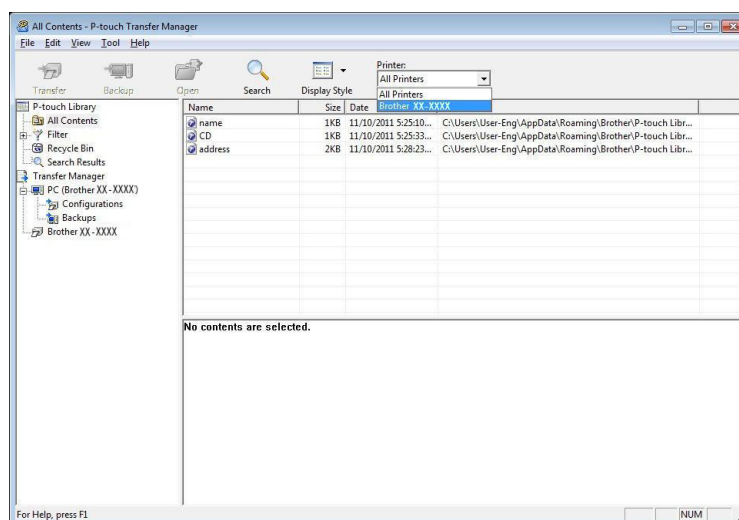 All Contents - P-touch Transfer Manager
File Edit View Tool Help
Printer:
Transfer Backup Open Search Display Style All Printers
All Printers
Brother XX-XXXX
P-touch Library
All Contents
Filter
Recycle Bin
Search Results
Transfer Manager
PC (Brother XX-XXXX)
Configurations
Backups
Brother XX-XXXX
Name Size Date
name 1KB 11/10/2011 5:25:10... C:\Users\User-Eng\AppData\Roaming\Brother\P-touch Libr...
CD 1KB 11/10/2011 5:25:33... C:\Users\User-Eng\AppData\Roaming\Brother\P-touch Libr...
address 2KB 11/10/2011 5:28:23... C:\Users\User-Eng\AppData\Roaming\Brother\P-touch Libr...
No contents are selected.
For Help, press F1 NUM